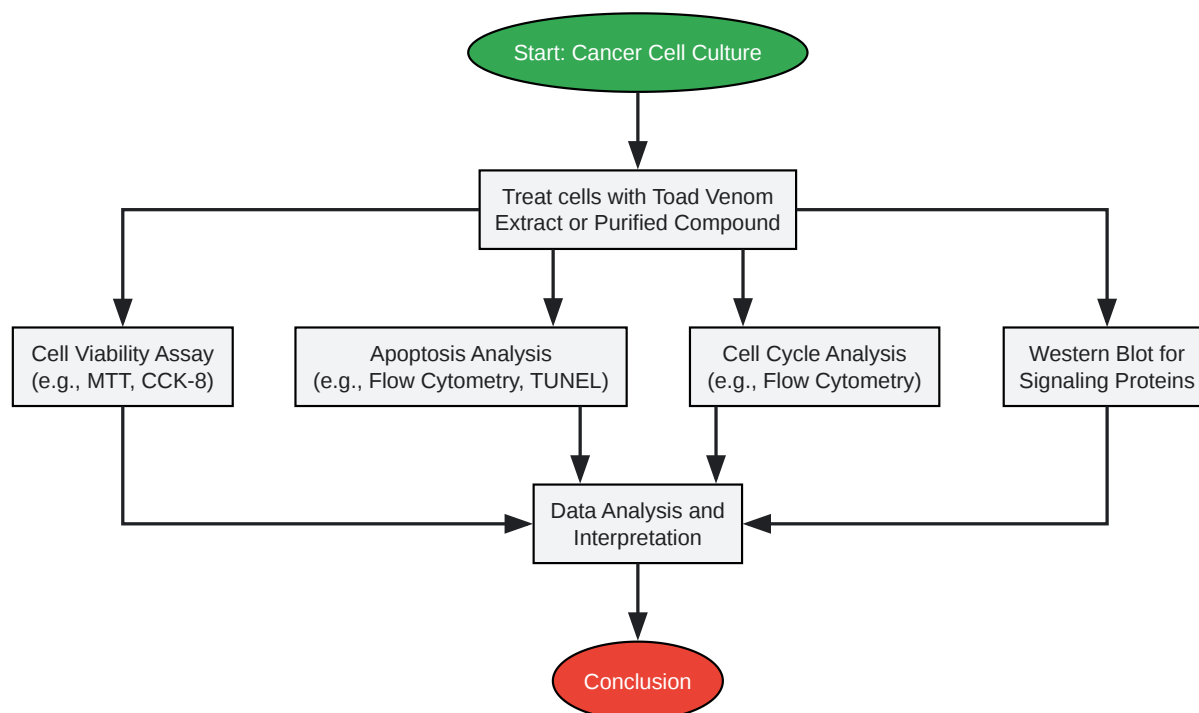 Start: Cancer Cell Culture
Treat cells with Toad Venom
Extract or Purified Compound
Cell Viability Assay
(e.g., MTT, CCK-8)
Apoptosis Analysis
(e.g., Flow Cytometry, TUNEL)
Cell Cycle Analysis
(e.g., Flow Cytometry)
Western Blot for
Signaling Proteins
Data Analysis and
Interpretation
Conclusion